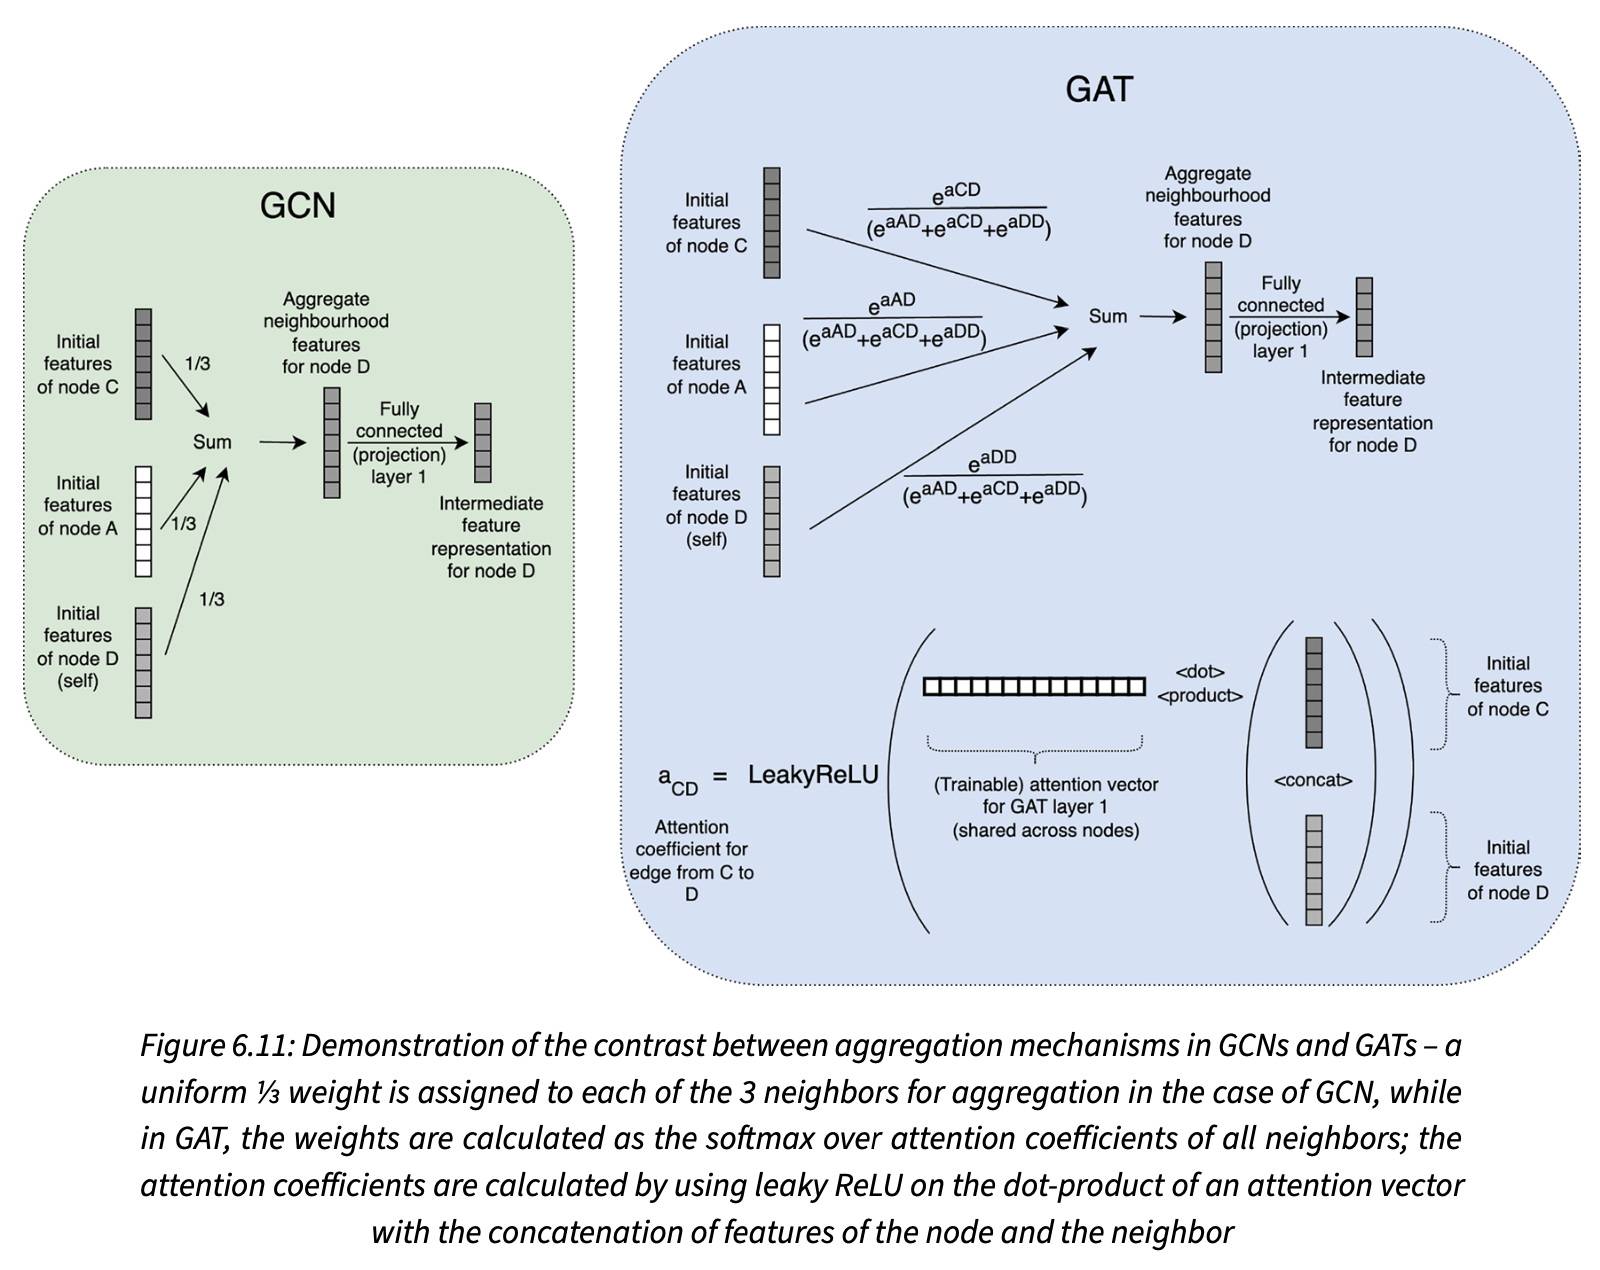 GCN
Initial
features
of node C
1/3
Initial
features
of node A
1/3
Initial
features
of node D
(self)
1/3
Sum
Aggregate
neighbourhood
features
for node D
Fully
connected
(projection)
layer 1
Intermediate
feature
representation
for node D
GAT
Initial
features
of node C
e^aCD
(e^aAD+e^aCD+e^aDD)
Initial
features
of node A
e^aAD
(e^aAD+e^aCD+e^aDD)
Initial
features
of node D
(self)
e^aDD
(e^aAD+e^aCD+e^aDD)
Sum
Aggregate
neighbourhood
features
for node D
Fully
connected
(projection)
layer 1
Intermediate
feature
representation
for node D
a_CD = LeakyReLU
Attention
coefficient for
edge from C to
D
(Trainable) attention vector
for GAT layer 1
(shared across nodes)
<dot>
<product>
<concat>
Initial
features
of node C
Initial
features
of node D
Figure 6.11: Demonstration of the contrast between aggregation mechanisms in GCNs and GATs – a
uniform ⅓ weight is assigned to each of the 3 neighbors for aggregation in the case of GCN, while
in GAT, the weights are calculated as the softmax over attention coefficients of all neighbors; the
attention coefficients are calculated by using leaky ReLU on the dot-product of an attention vector
with the concatenation of features of the node and the neighbor